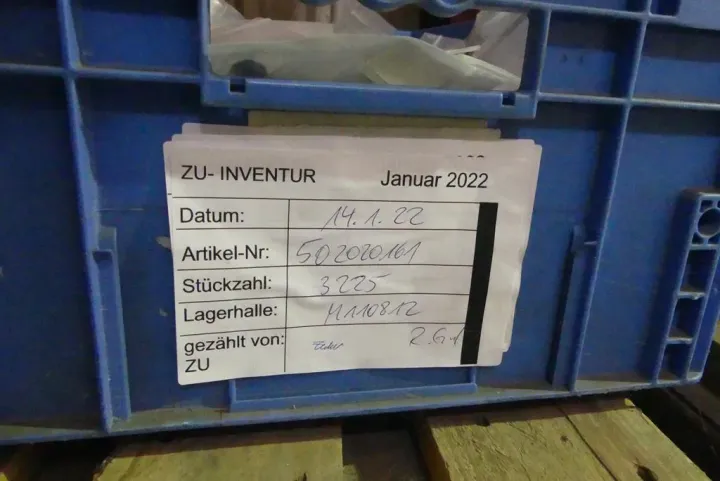 ZU- INVENTUR Januar 2022
Datum: 14.1.22
Artikel-Nr: 502020161
Stückzahl: 3225
Lagerhalle: M110812
gezählt von:
ZU